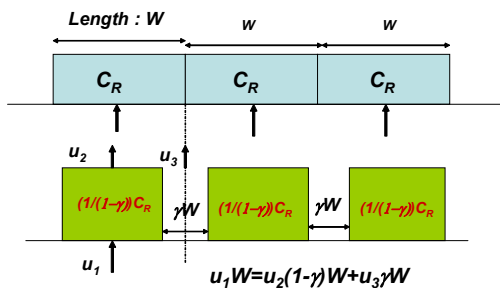 Length : W W W
C_R C_R C_R
u_2 u_3
(1/(1-γ))C_R γW (1/(1-γ))C_R γW (1/(1-γ))C_R
u_1
u_1W=u_2(1-γ)W+u_3γW